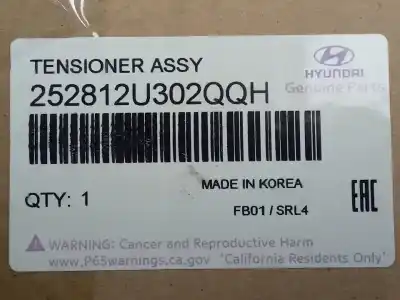 TENSIONER ASSY
HYUNDAI
Genuine Parts
252812U302QQH
QTY: 1
MADE IN KOREA
FB01 / SRL4
EAC
WARNING: Cancer and Reproductive Harm
www.P65warnings.ca.gov 'California Residents Only'